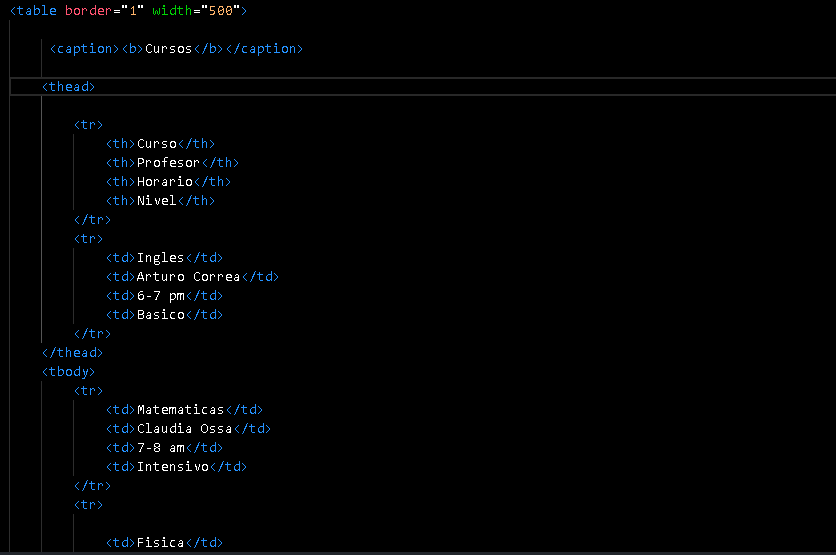 <table border="1" width="500">
<caption><b>Cursos</b></caption>
<thead>
<tr>
<th>Curso</th>
<th>Profesor</th>
<th>Horario</th>
<th>Nivel</th>
</tr>
<tr>
<td>Ingles</td>
<td>Arturo Correa</td>
<td>6-7 pm</td>
<td>Basico</td>
</tr>
</thead>
<tbody>
<tr>
<td>Matematicas</td>
<td>Claudia Ossa</td>
<td>7-8 am</td>
<td>Intensivo</td>
</tr>
<tr>
<td>Fisica</td>